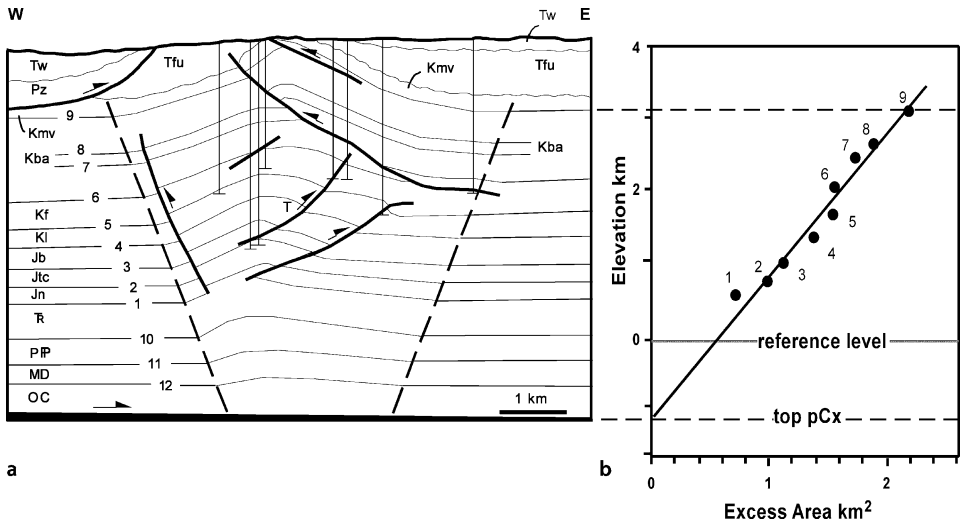 W
E
Tw
Tw
Tfu
Tfu
Pz
Kmv
Kmv
9
Kba
8
7
Kba
6
Kf
5
Kl
4
Jb
3
Jtc
2
Jn
1
T
TR
10
PIP
11
MD
12
OC
1 km
a
b
4
2
0
Elevation km
9
8
7
6
5
4
3
2
1
reference level
top pCx
0
1
2
Excess Area km²